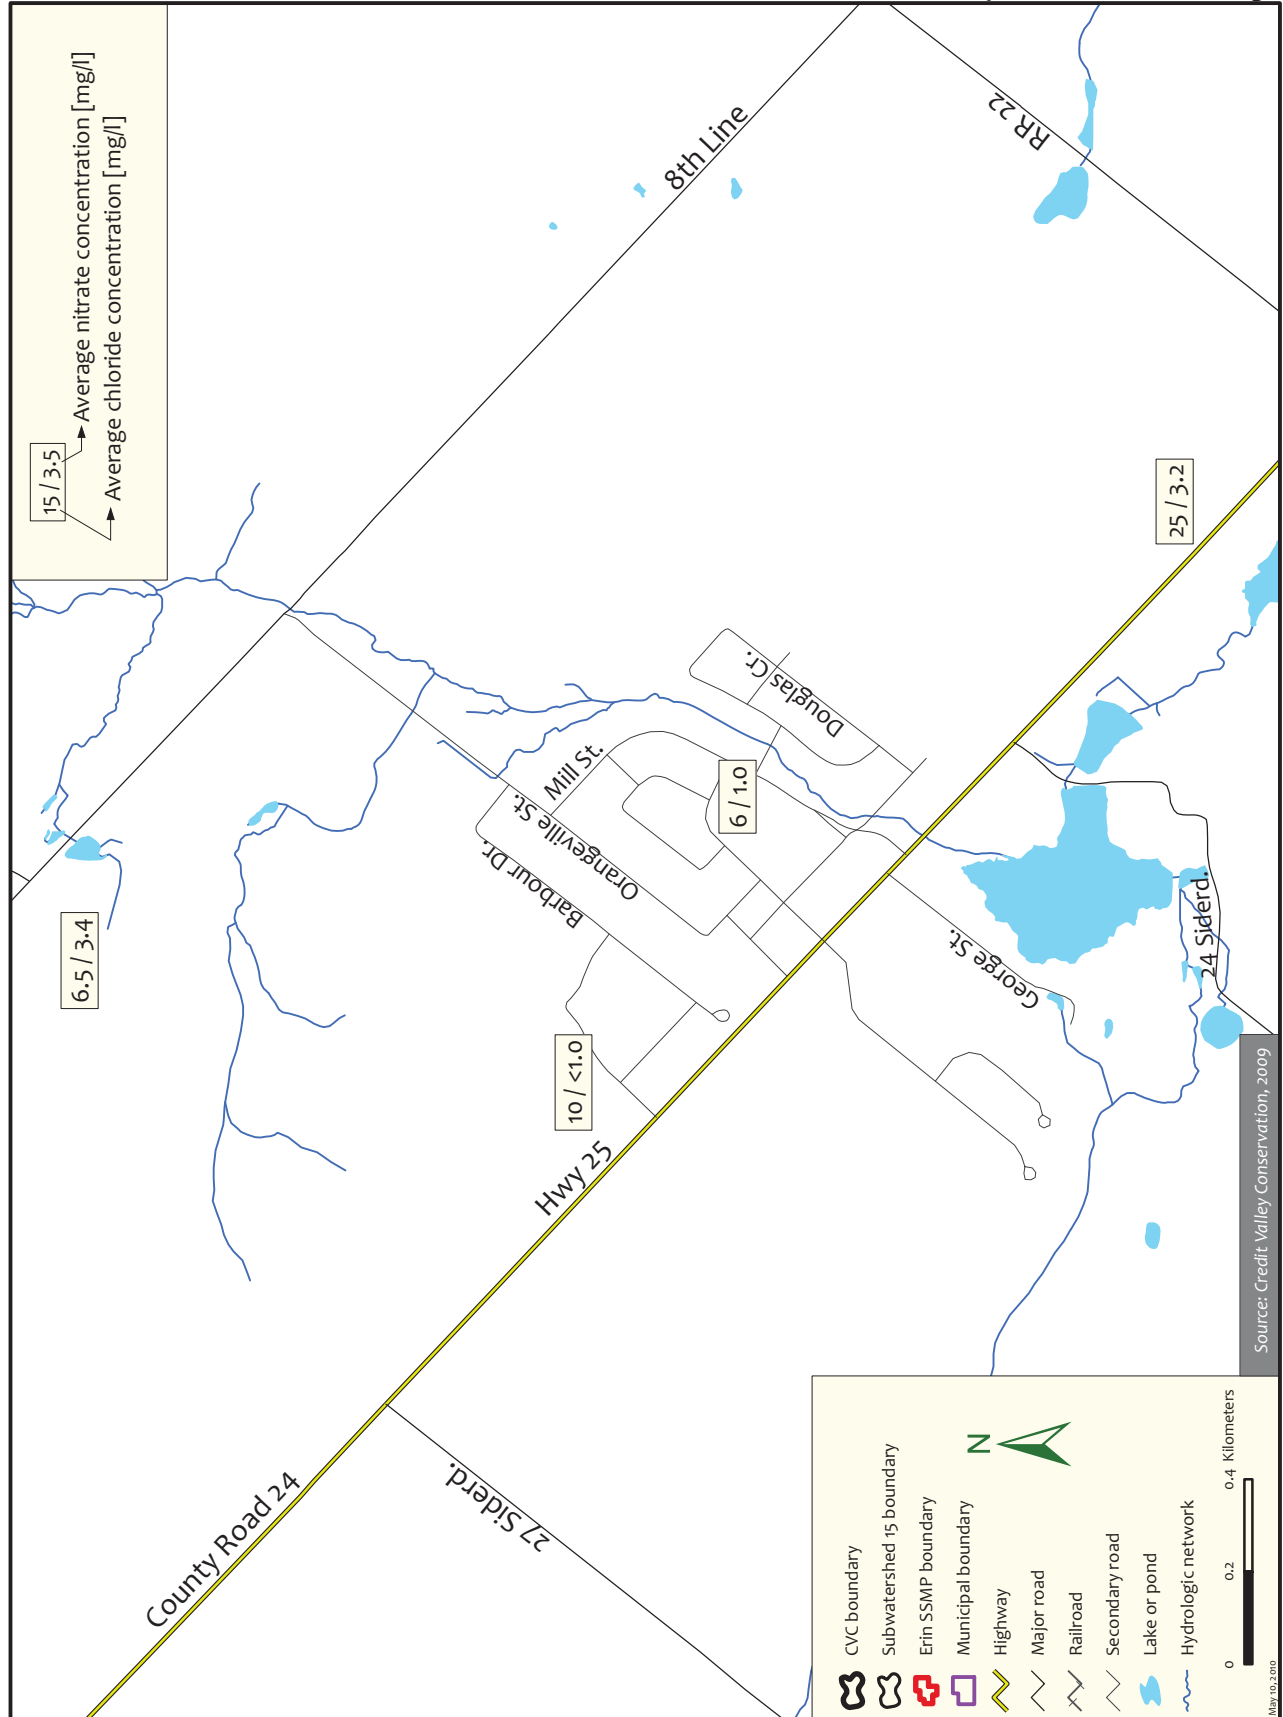 15 / 3.5
Average nitrate concentration [mg/l]
Average chloride concentration [mg/l]
8th Line
RR 22
25 / 3.2
6.5 / 3.4
Mill St.
Orangeville St.
Barbour Dr.
Douglas Cr.
6 / 1.0
10 / <1.0
Hwy 25
George St.
24 Siderd.
County Road 24
27 Siderd.
CVC boundary
Subwatershed 15 boundary
Erin SSMP boundary
Municipal boundary
Highway
Major road
Railroad
Secondary road
Lake or pond
Hydrologic network
N
0 0.2 0.4 Kilometers
Source: Credit Valley Conservation, 2009
May 10, 2010